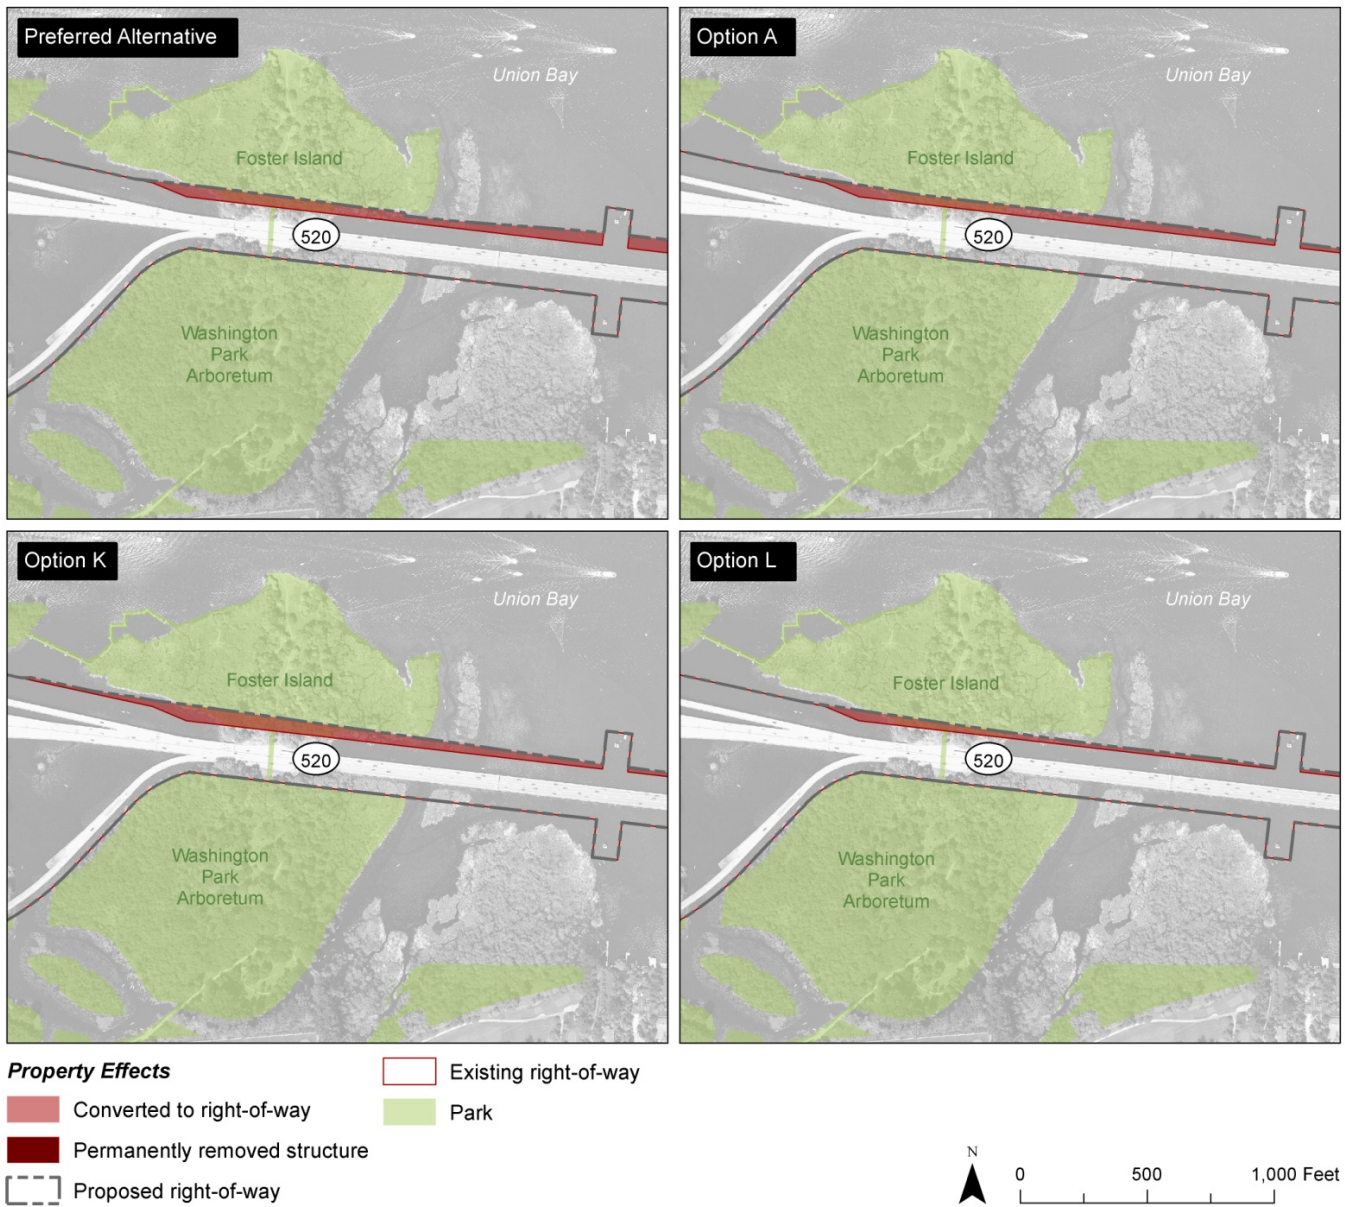 Preferred Alternative
Union Bay
Foster Island
520
Washington
Park
Arboretum
Option A
Union Bay
Foster Island
520
Washington
Park
Arboretum
Option K
Union Bay
Foster Island
520
Washington
Park
Arboretum
Option L
Union Bay
Foster Island
520
Washington
Park
Arboretum
Property Effects
Converted to right-of-way
Permanently removed structure
Proposed right-of-way
Existing right-of-way
Park
N
0 500 1,000 Feet